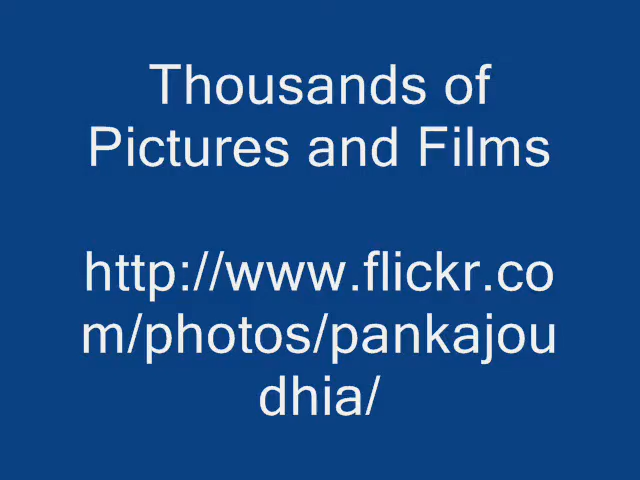 Thousands of
Pictures and Films
http://www.flickr.co
m/photos/pankajou
dhia/